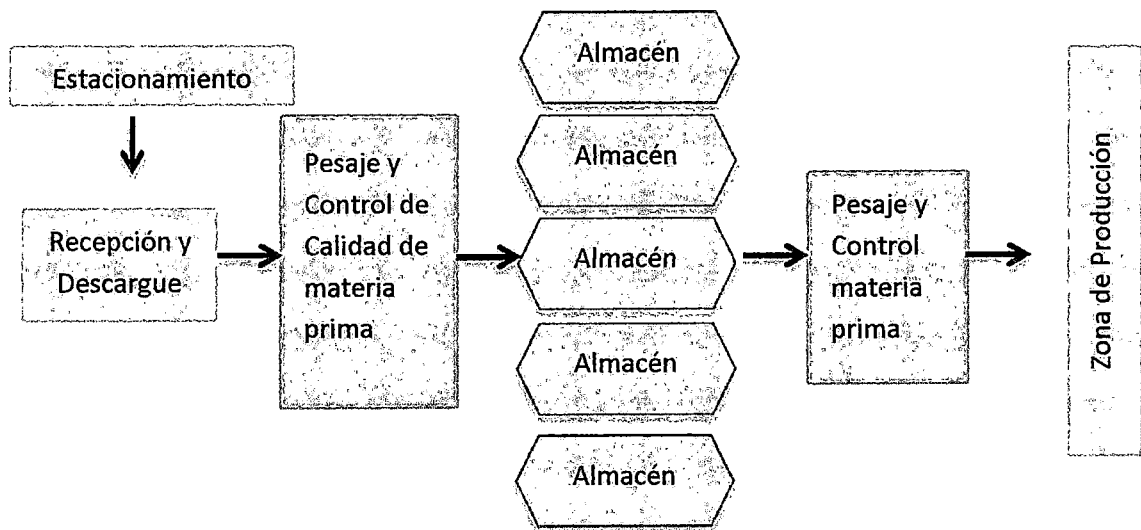 Estacionamiento
Recepción y
Descargue
Pesaje y
Control de
Calidad de
materia
prima
Almacén
Almacén
Almacén
Almacén
Almacén
Pesaje y
Control
materia
prima
Zona de Producción